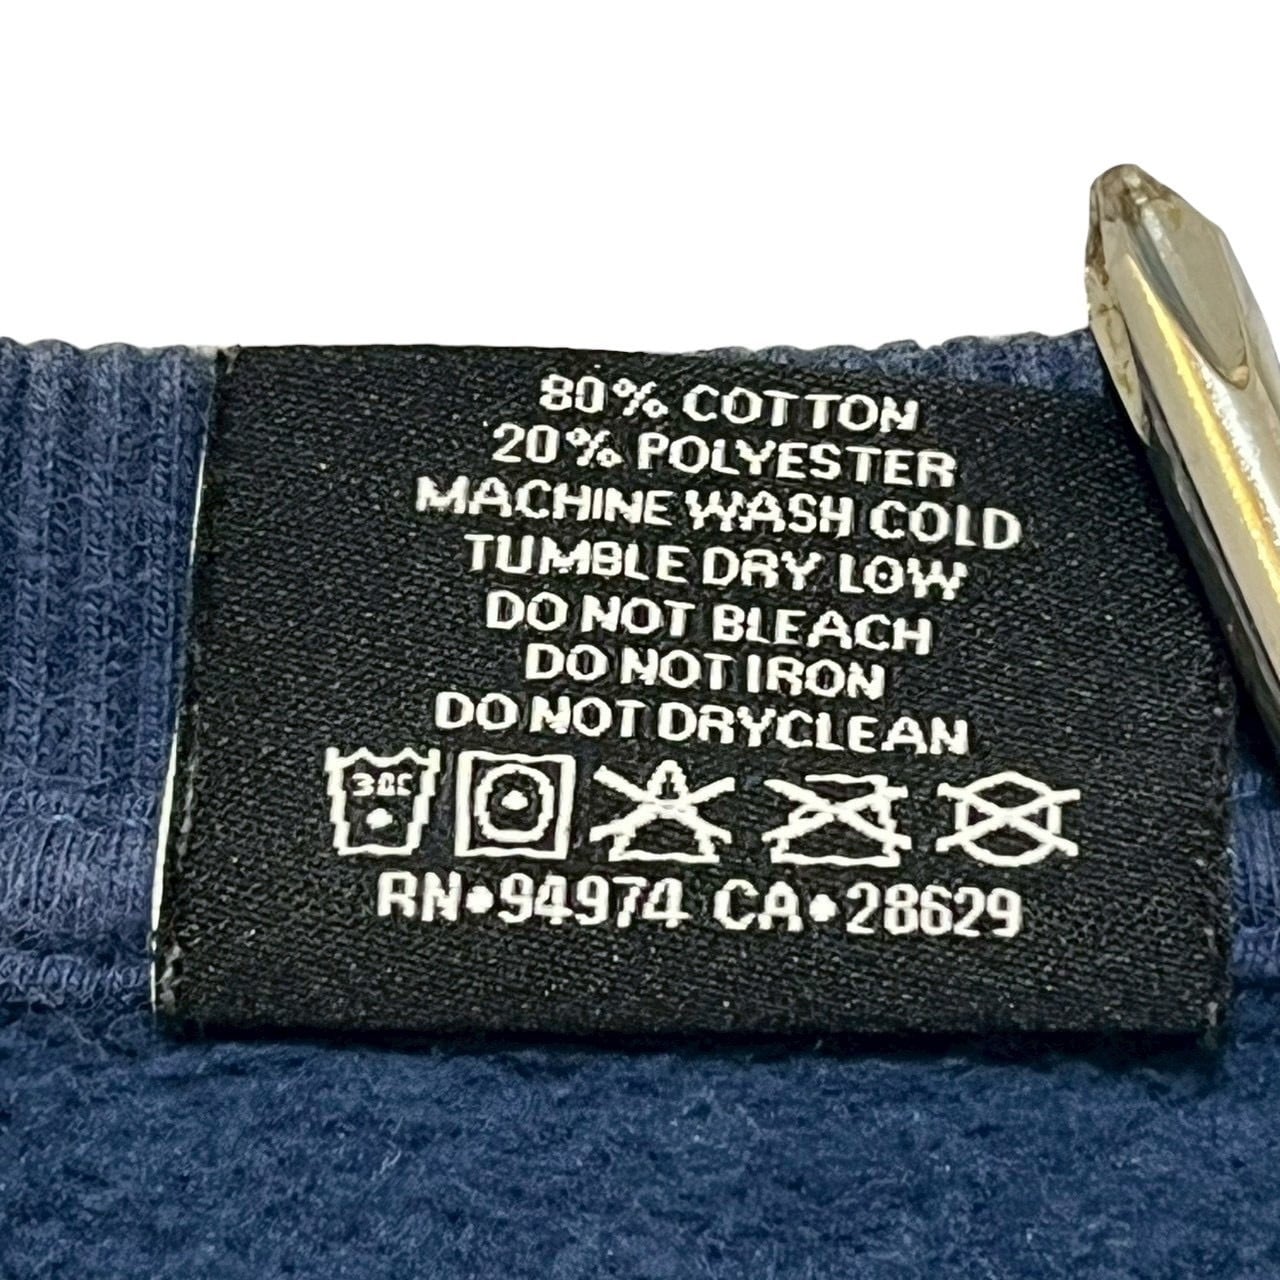 80% COTTON
20% POLYESTER
MACHINE WASH COLD
TUMBLE DRY LOW
DO NOT BLEACH
DO NOT IRON
DO NOT DRYCLEAN
30C
RN•94974 CA•28629